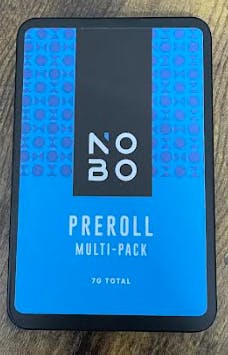 NO
BO
PREROLL
MULTI-PACK
7G TOTAL